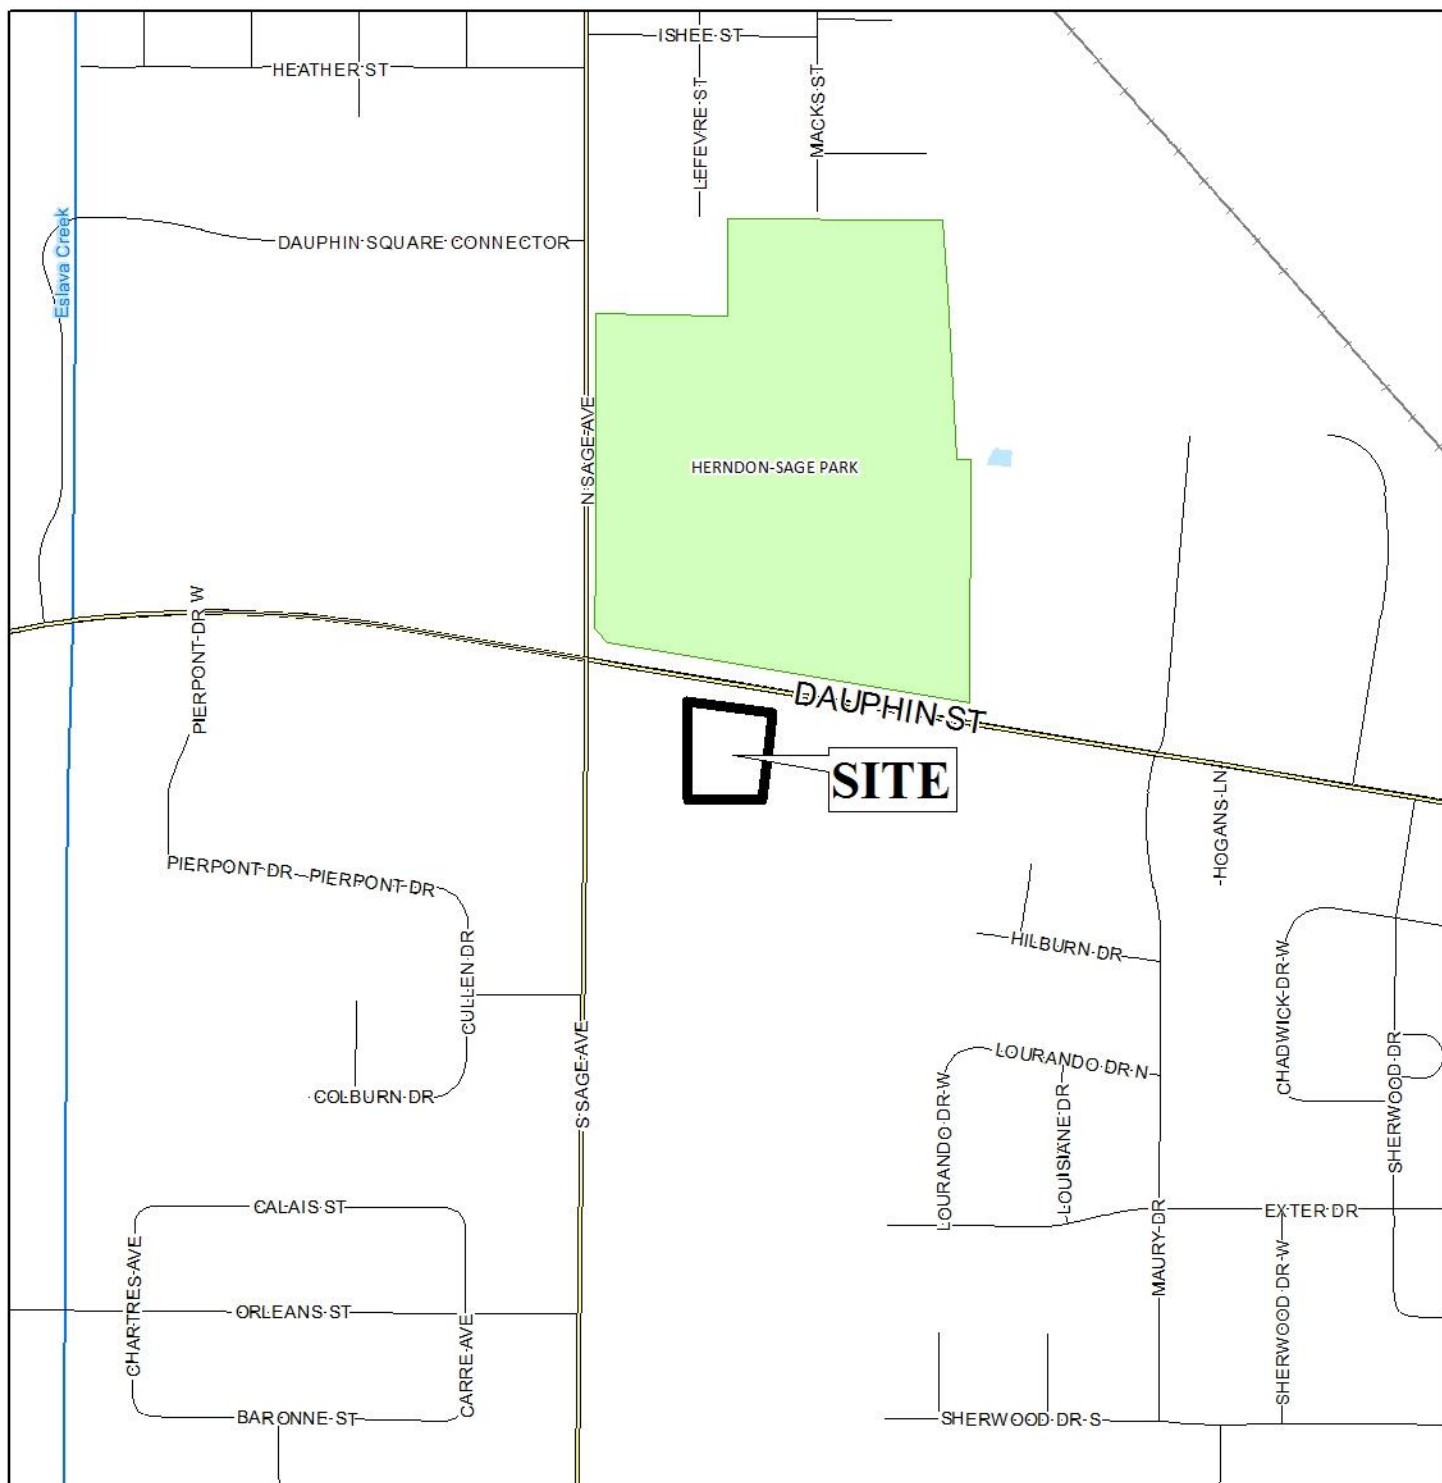 ISHEE ST
HEATHER ST
LEFEVRE ST
MACKS ST
Eslava Creek
DAUPHIN SQUARE CONNECTOR
N SAGE AVE
HERNDON-SAGE PARK
PIERPONT DR W
DAUPHIN ST
SITE
HOGANS LN
PIERPONT DR
PIERPONT DR
CULLEN DR
HILBURN DR
CHADWICK DR W
S SAGE AVE
LOURANDO DR N
COLBURN DR
LOURANDO DR W
LOUISIANE DR
SHERWOOD DR
CALAIS ST
EXTER DR
CHARTRES AVE
MAURY DR
SHERWOOD DR W
ORLEANS ST
CARRE AVE
BARONNE ST
SHERWOOD DR S